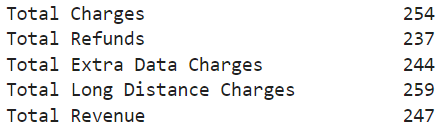 Total Charges 254
Total Refunds 237
Total Extra Data Charges 244
Total Long Distance Charges 259
Total Revenue 247